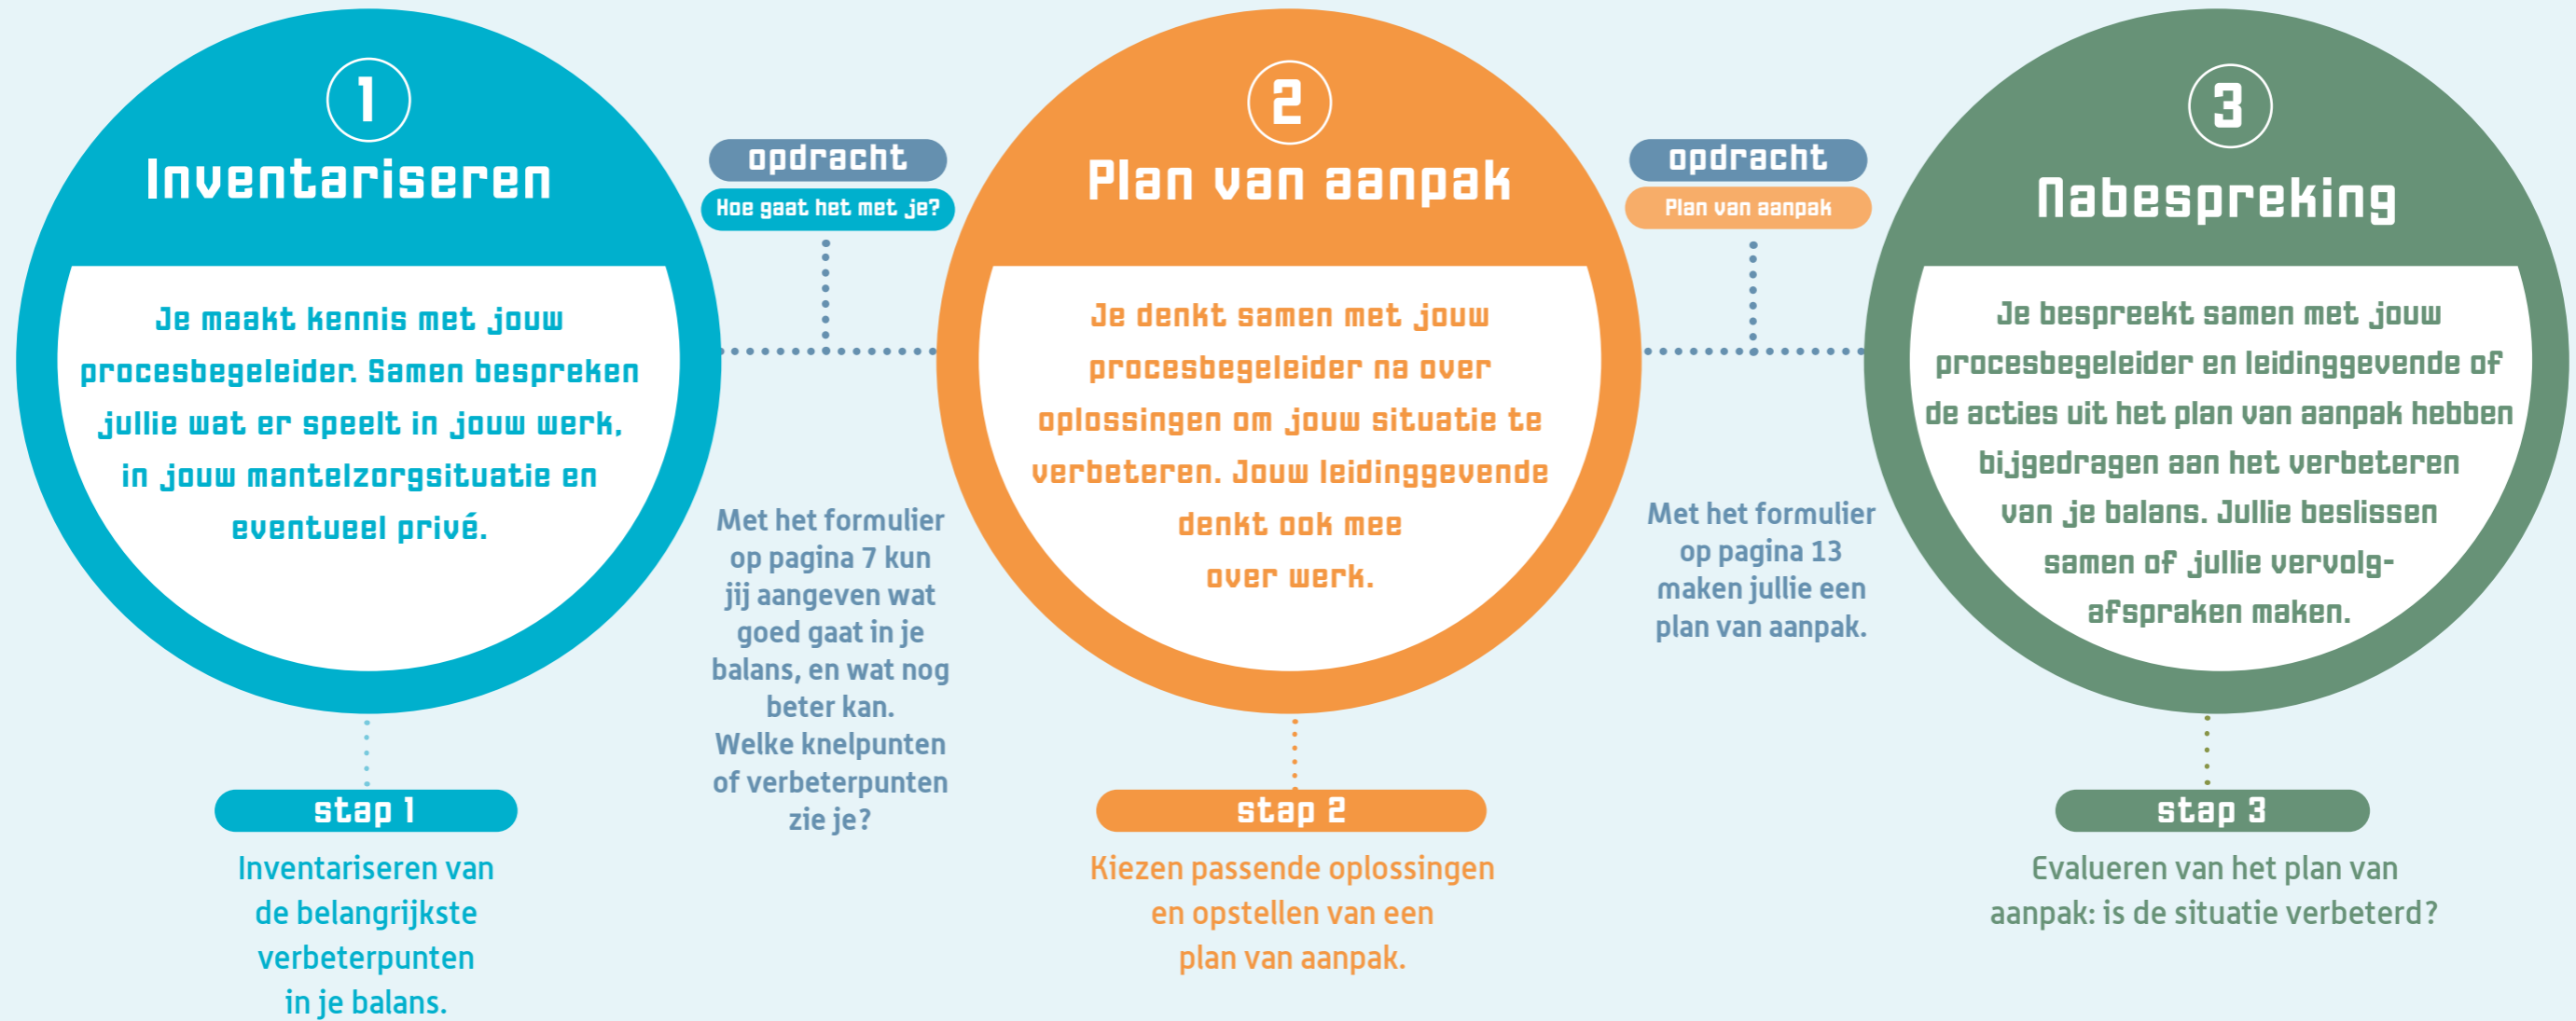 1
Inventariseren
Je maakt kennis met jouw
procesbegeleider. Samen bespreken
jullie wat er speelt in jouw werk,
in jouw mantelzorgsituatie en
eventueel privé.
stap 1
Inventariseren van
de belangrijkste
verbeterpunten
in je balans.
opdracht
Hoe gaat het met je?
Met het formulier
op pagina 7 kun
jij aangeven wat
goed gaat in je
balans, en wat nog
beter kan.
Welke knelpunten
of verbeterpunten
zie je?
2
Plan van aanpak
Je denkt samen met jouw
procesbegeleider na over
oplossingen om jouw situatie te
verbeteren. Jouw leidinggevende
denkt ook mee
over werk.
stap 2
Kiezen passende oplossingen
en opstellen van een
plan van aanpak.
opdracht
Plan van aanpak
Met het formulier
op pagina 13
maken jullie een
plan van aanpak.
3
Nabespreking
Je bespreekt samen met jouw
procesbegeleider en leidinggevende of
de acties uit het plan van aanpak hebben
bijgedragen aan het verbeteren
van je balans. Jullie beslissen
samen of jullie vervolg-
afspraken maken.
stap 3
Evalueren van het plan van
aanpak: is de situatie verbeterd?